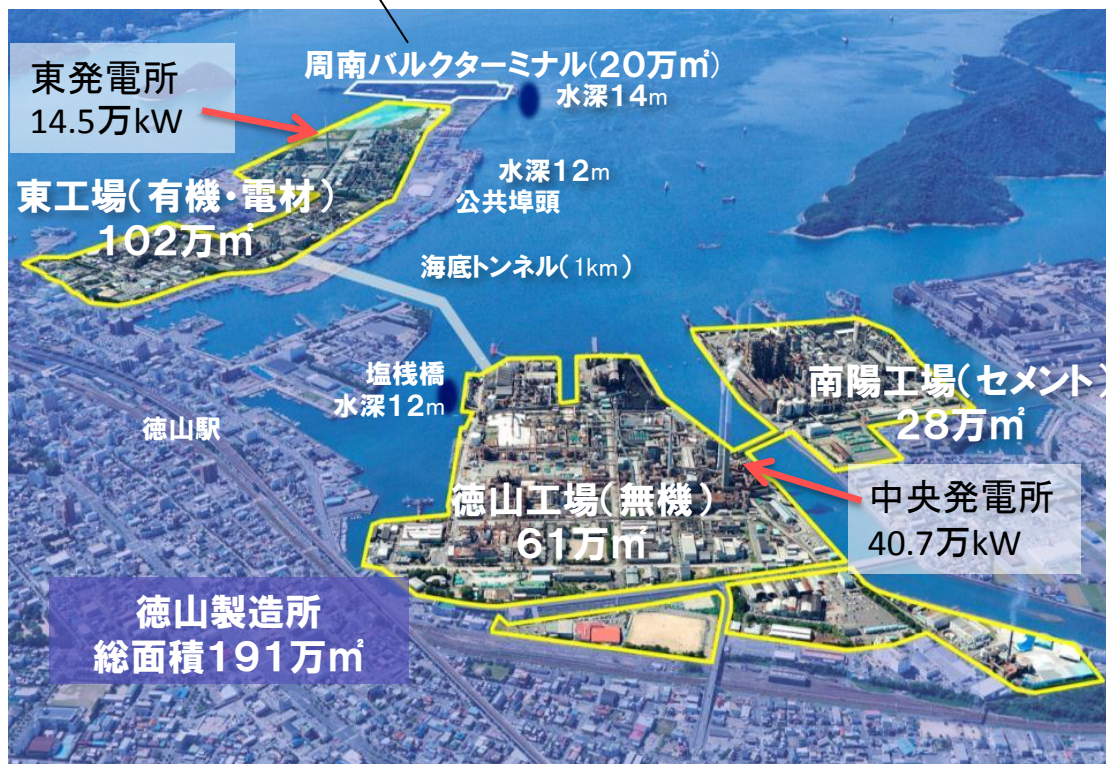 周南バルクターミナル(20万㎡)
水深14m
東発電所
14.5万kW
水深12m
公共埠頭
東工場(有機・電材)
102万㎡
海底トンネル(1km)
塩桟橋
水深12m
徳山駅
南陽工場(セメント)
28万㎡
徳山工場(無機)
61万㎡
中央発電所
40.7万kW
徳山製造所
総面積191万㎡